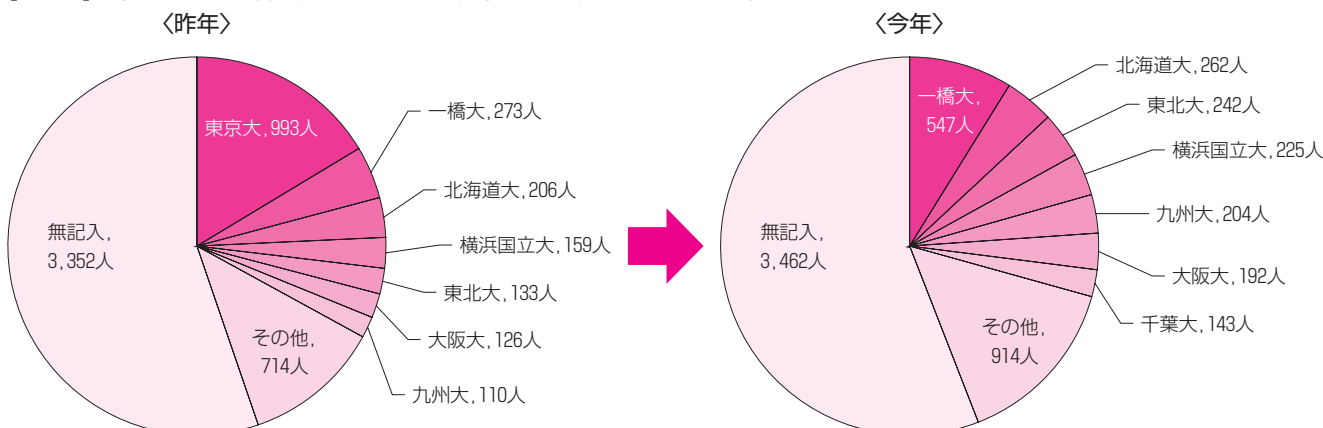 〈昨年〉
東京大,993人
一橋大,273人
北海道大,206人
横浜国立大,159人
東北大,133人
大阪大,126人
九州大,110人
その他,
714人
無記入,
3,352人
〈今年〉
一橋大,
547人
北海道大,262人
東北大,242人
横浜国立大,225人
九州大,204人
大阪大,192人
千葉大,143人
その他,
914人
無記入,
3,462人